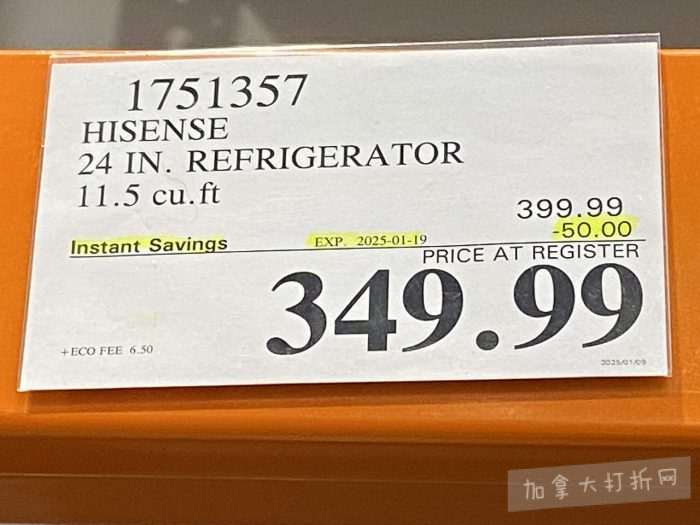 1751357
HISENSE
24 IN. REFRIGERATOR
11.5 cu.ft
399.99
Instant Savings EXP. 2025-01-19 -50.00
PRICE AT REGISTER
349.99
+ECO FEE 6.50
2025/01/09
加拿大打折网